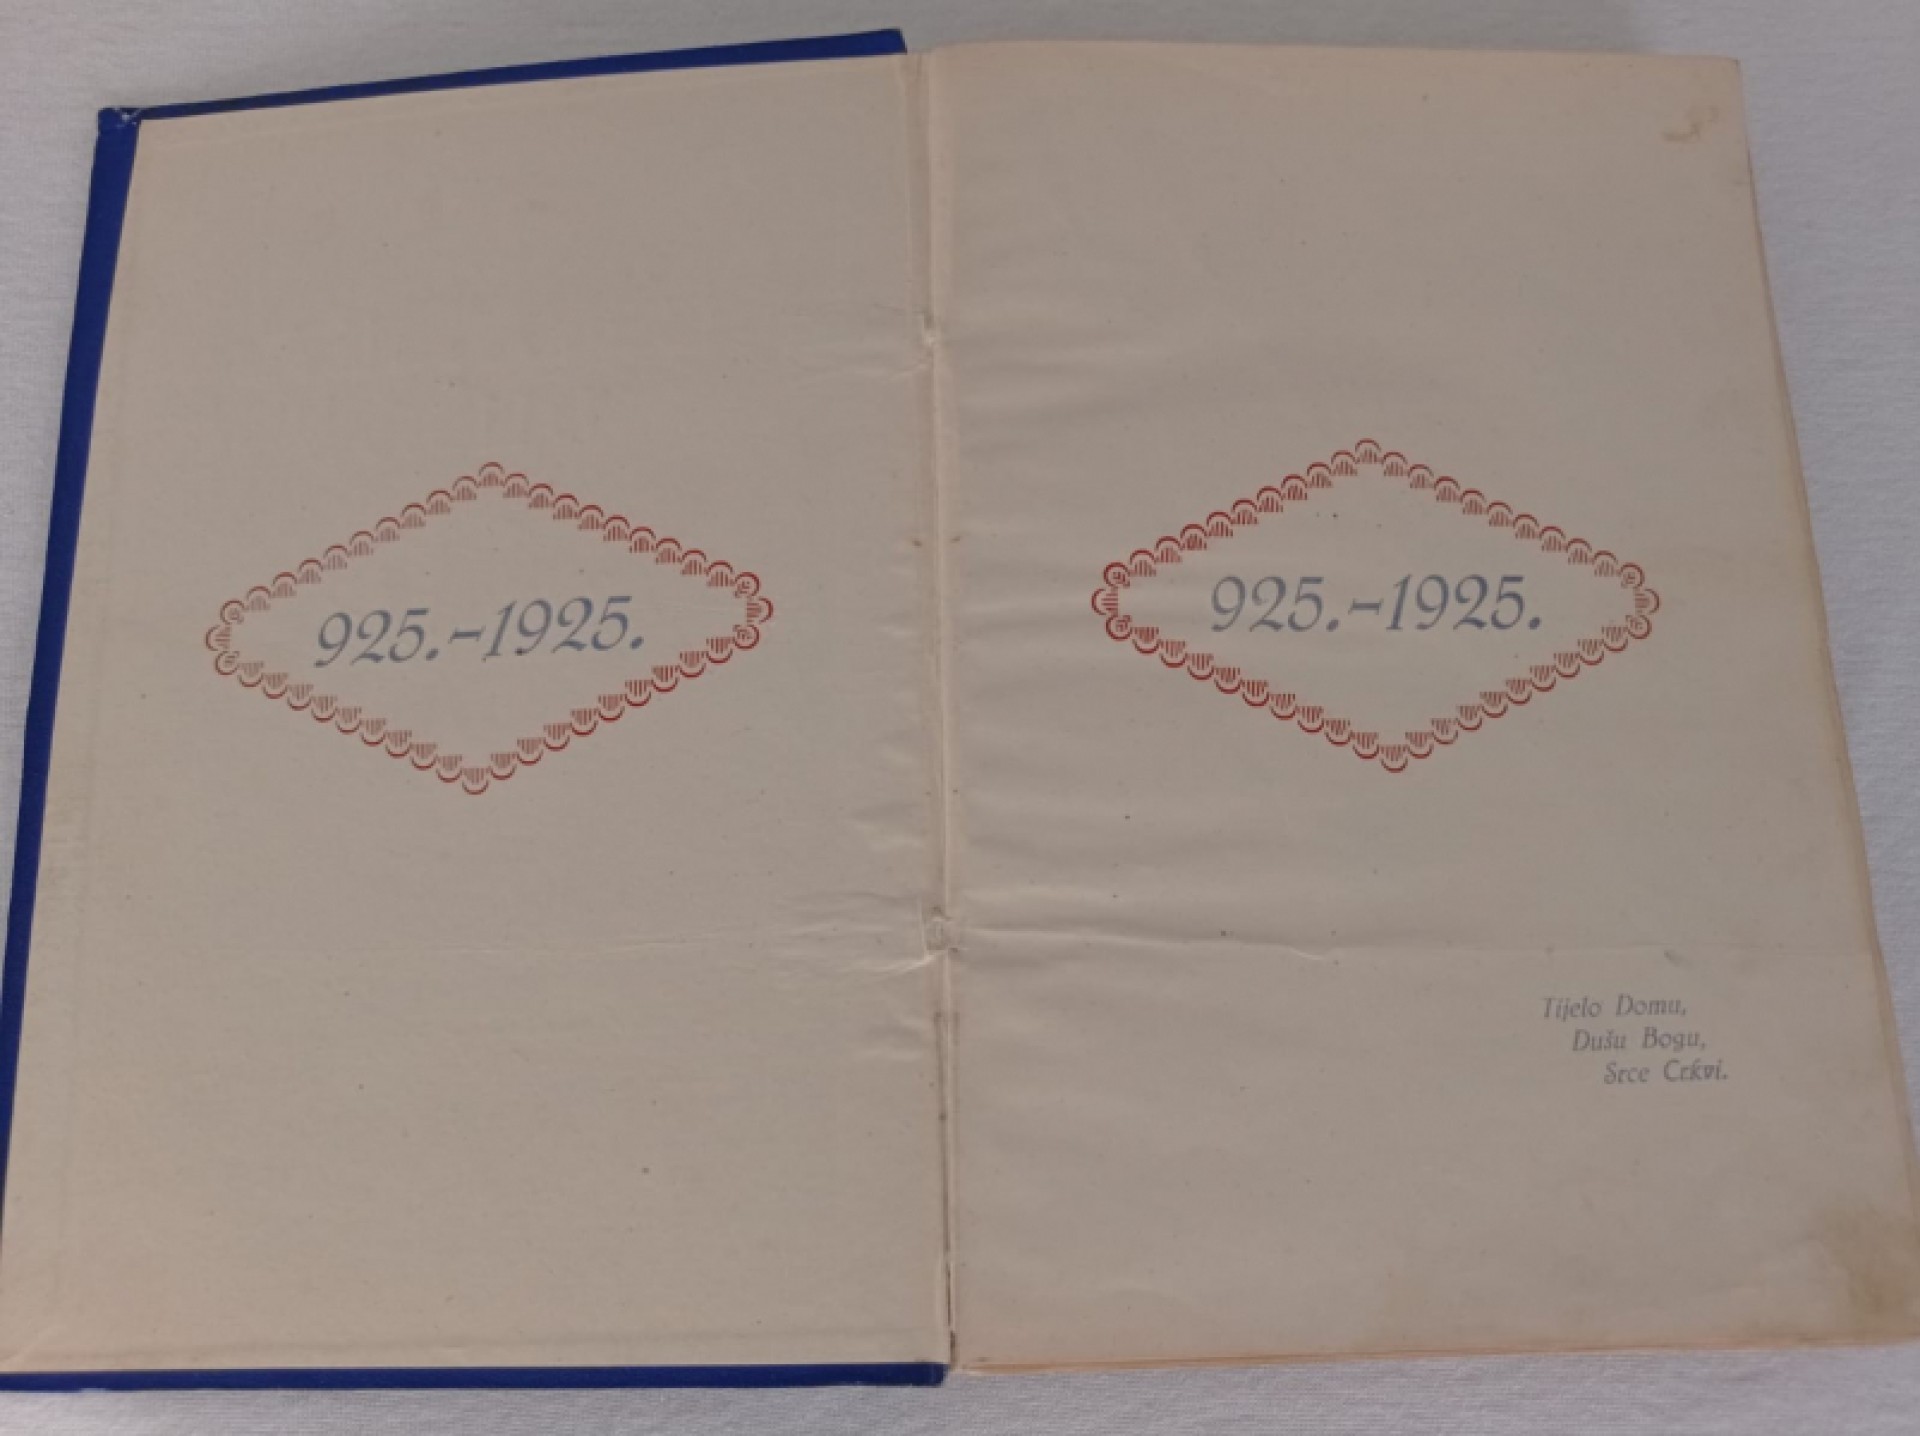 925.-1925.
925.-1925.
Tijelo Domu,
Dušu Bogu,
Srce Crkvi.